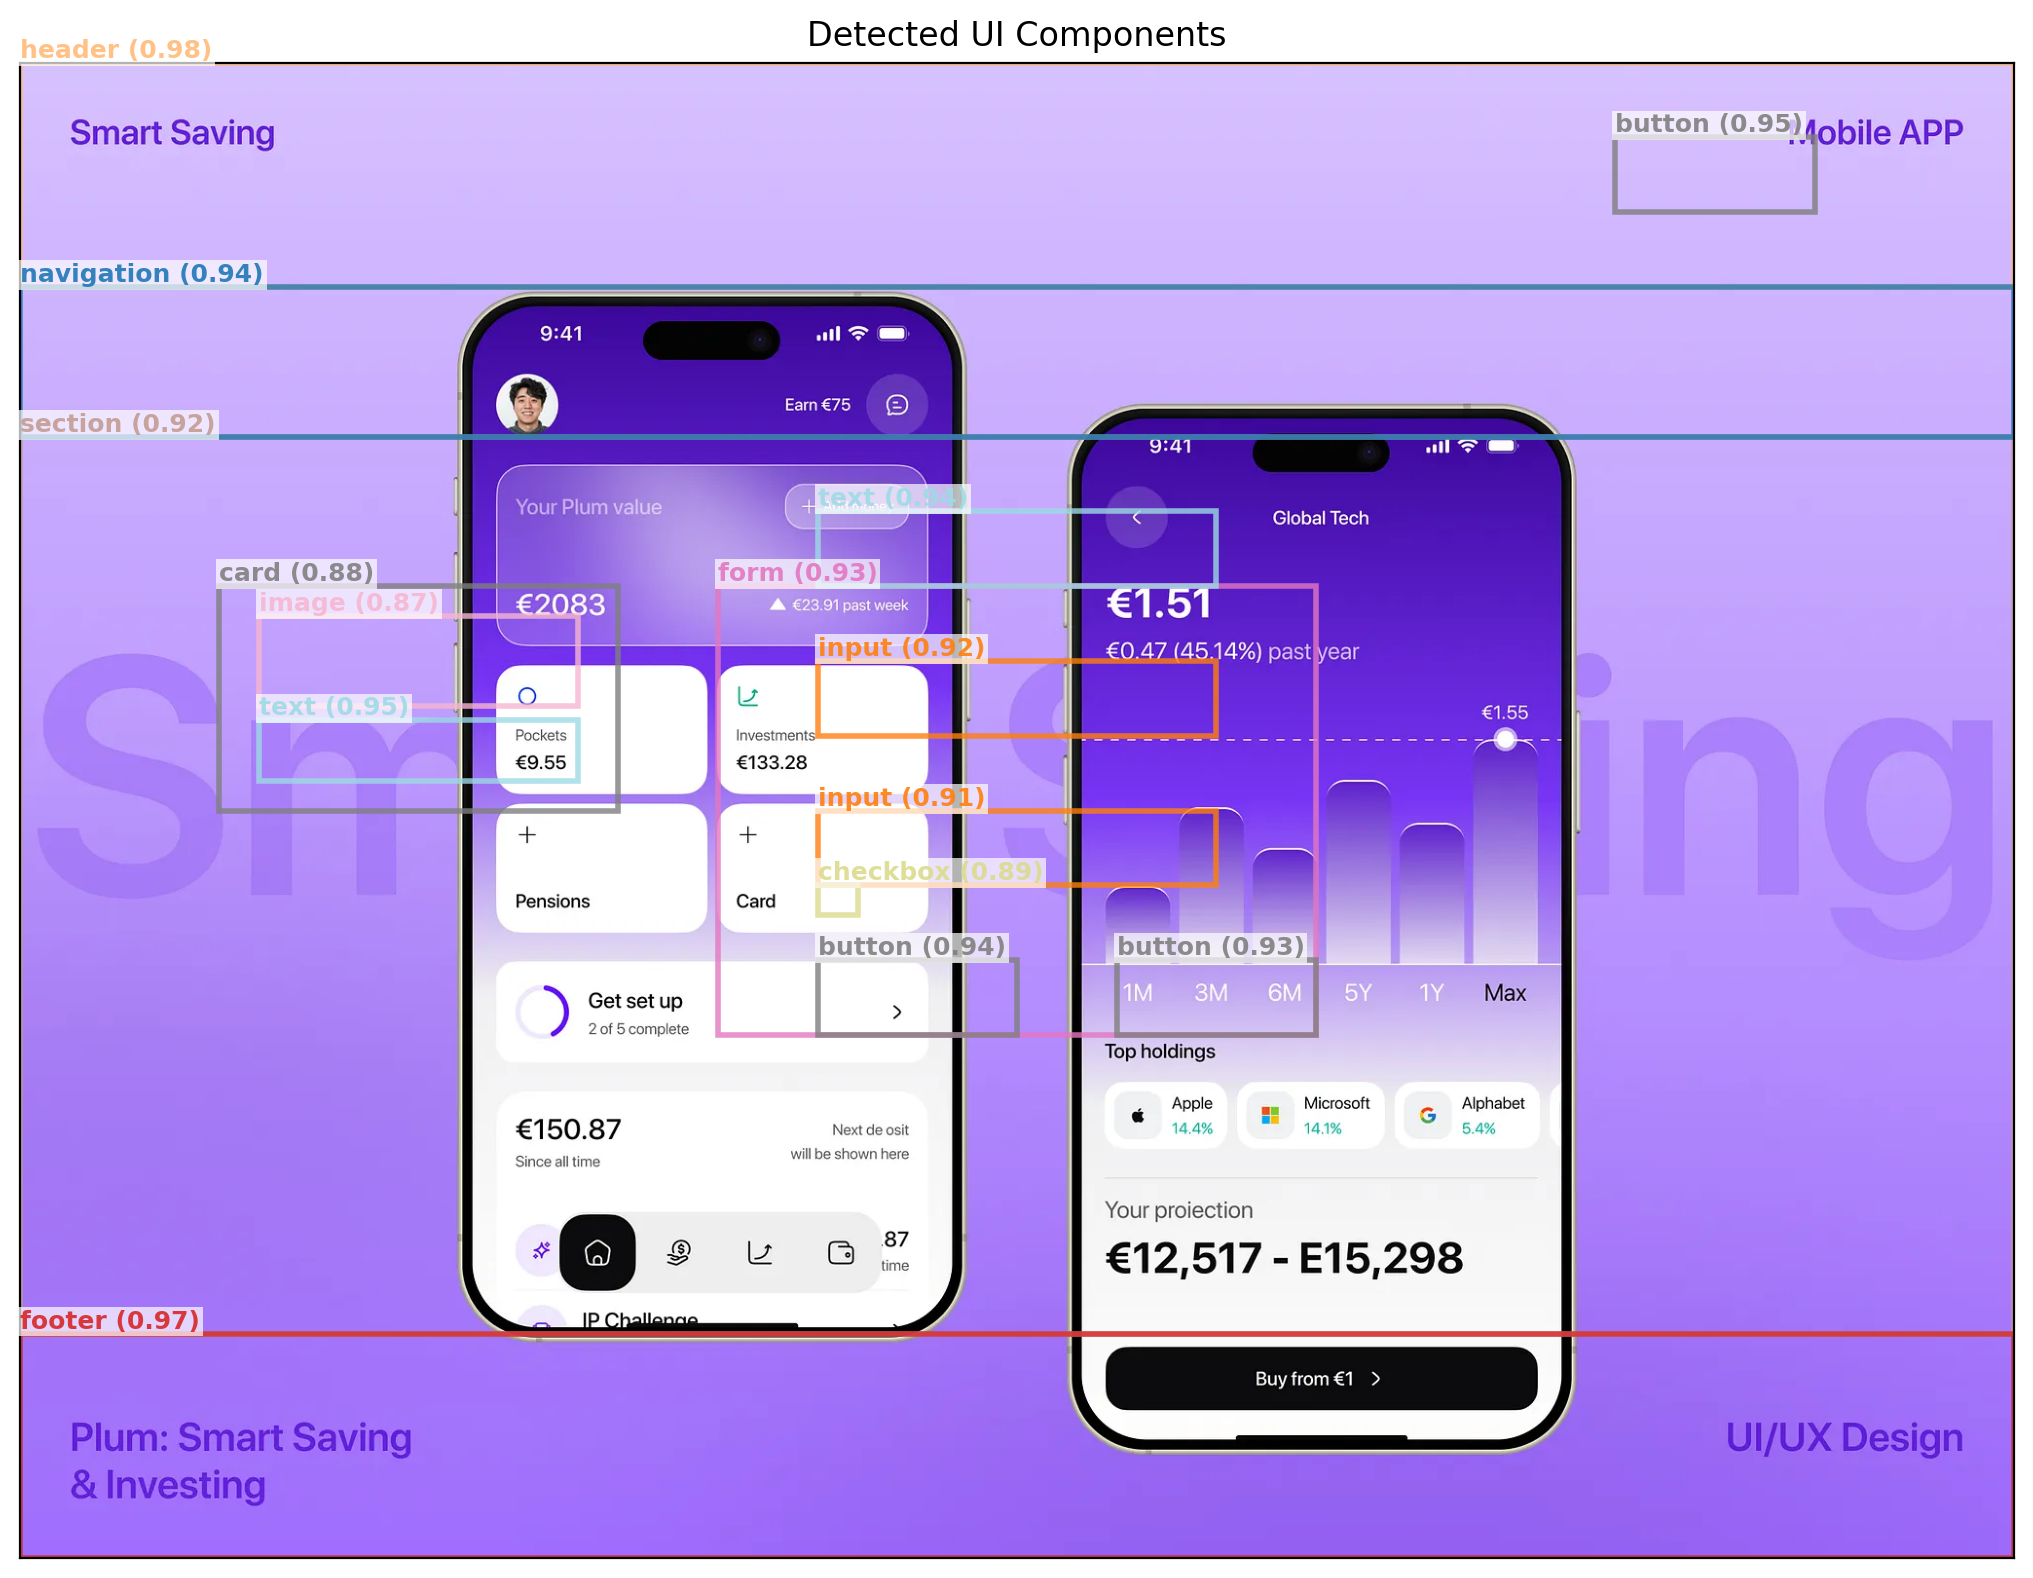 Detected UI Components
header (0.98)
Smart Saving
button (0.95)
obile APP
navigation (0.94)
9:41
Earn €75
section (0.92)
9:41
Your Plum value
+
text (0.94)
Global Tech
card (0.88)
form (0.93)
image (0.87)
€2083
€23.91 past week
€1.51
input (0.92)
€0.47 (45.14%) past year
text (0.95)
€1.55
Pockets
€9.55
Investments
€133.28
Sm
S
ing
input (0.91)
checkbox (0.89)
Pensions
Card
button (0.94)
button (0.93)
Get set up
2 of 5 complete
1M 3M 6M 5Y 1Y Max
Top holdings
Apple
14.4%
Microsoft
14.1%
Alphabet
5.4%
€150.87
Since all time
Next de osit
will be shown here
Your proiection
€12,517 - E15,298
.87
time
IP Challenge
footer (0.97)
Buy from €1
Plum: Smart Saving
& Investing
UI/UX Design